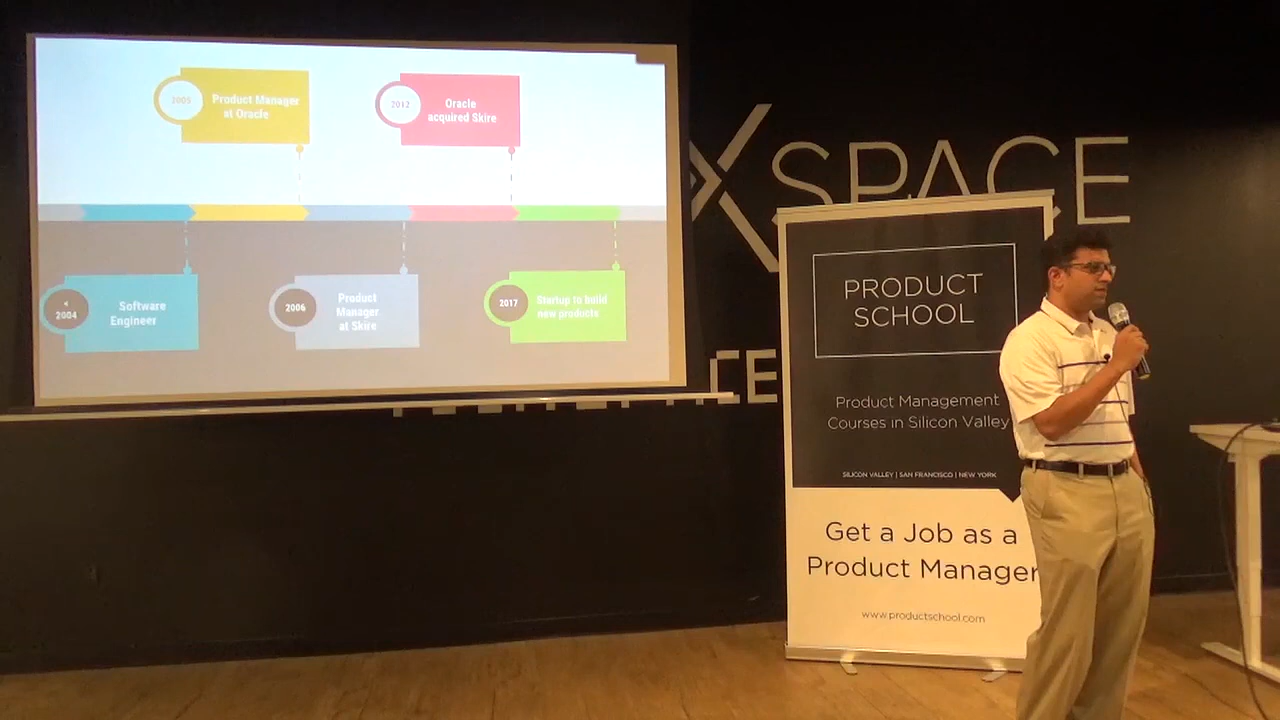 2005
Product Manager
at Oracle
2012
Oracle
acquired Skire
<
2004
Software
Engineer
2006
Product
Manager
at Skire
2017
Startup to build
new products
XSPACE
CE
PRODUCT
SCHOOL
Product Management
Courses in Silicon Valley
SILICON VALLEY | SAN FRANCISCO | NEW YORK
Get a Job as a
Product Manager
www.productschool.com